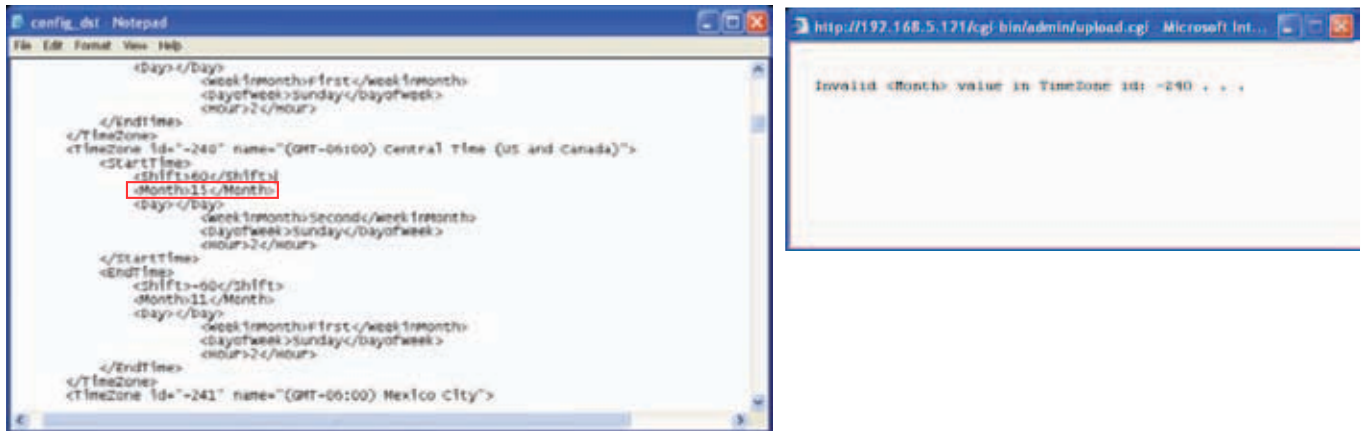 config_dst - Notepad
File Edit Format View Help
<Day></Day>
<WeekInMonth>First</WeekInMonth>
<DayofWeek>Sunday</DayofWeek>
<Hour>2</Hour>
</EndTime>
</TimeZone>
<TimeZone id="-240" name="(GMT-06:00) Central Time (US and Canada)">
<StartTime>
<Shift>60</Shift>
<Month>15</Month>
<Day></Day>
<WeekInMonth>Second</WeekInMonth>
<DayofWeek>Sunday</DayofWeek>
<Hour>2</Hour>
</StartTime>
<EndTime>
<Shift>-60</Shift>
<Month>11</Month>
<Day></Day>
<WeekInMonth>First</WeekInMonth>
<DayofWeek>Sunday</DayofWeek>
<Hour>2</Hour>
</EndTime>
</TimeZone>
<TimeZone id="-241" name="(GMT-06:00) Mexico City">
http://192.168.5.121/cgi-bin/admin/upload.cgi - Microsoft Int...
Invalid <Month> value in TimeZone id: -240 . . .